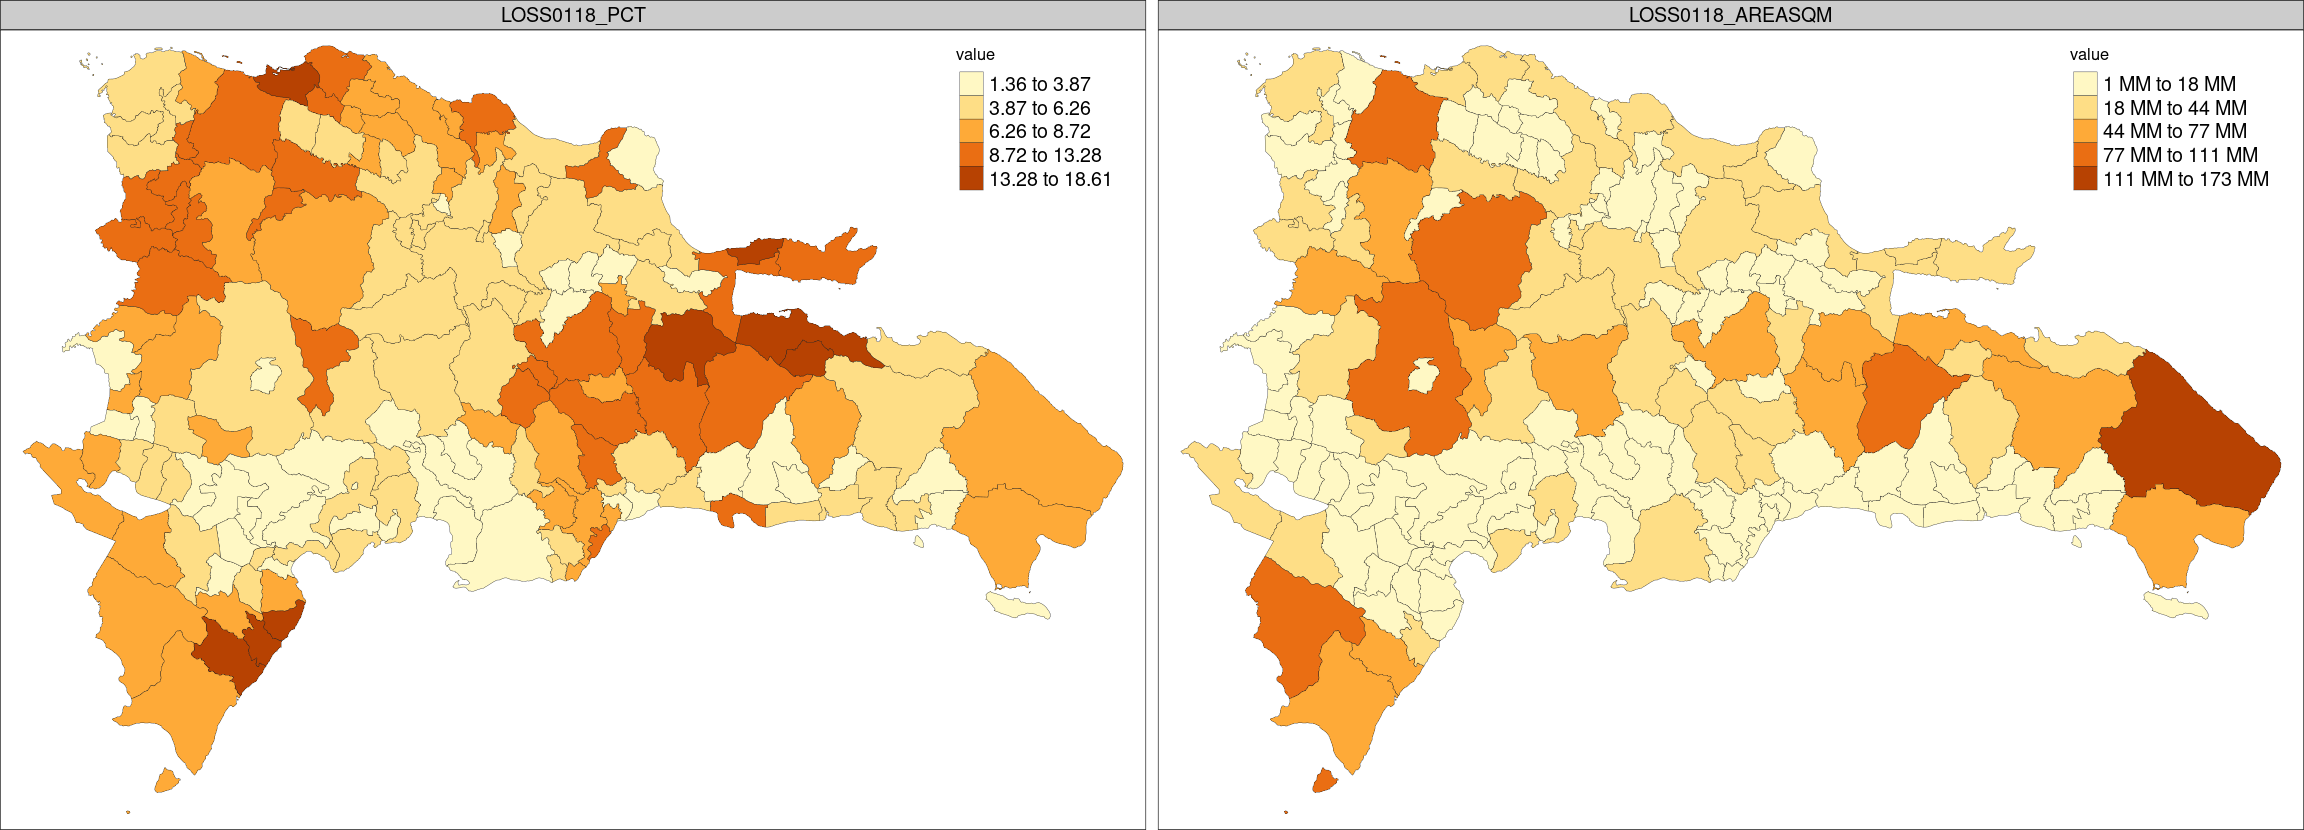 LOSS0118_PCT
value
1.36 to 3.87
3.87 to 6.26
6.26 to 8.72
8.72 to 13.28
13.28 to 18.61
LOSS0118_AREASQM
value
1 MM to 18 MM
18 MM to 44 MM
44 MM to 77 MM
77 MM to 111 MM
111 MM to 173 MM